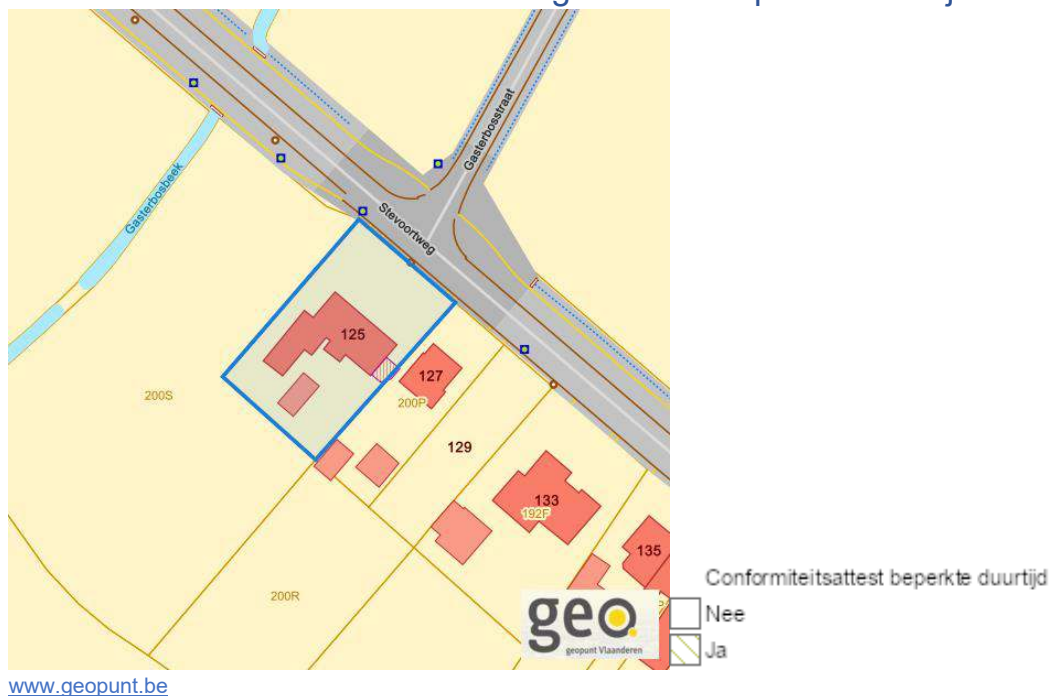 Gasterbosstraat
Gasterbosbeek
Stevoortweg
125
127
200P
200S
129
133
192F
135
200R
geo.
geopunt Vlaanderen
Conformiteitsattest beperkte duurtijd
Nee
Ja
www.geopunt.be